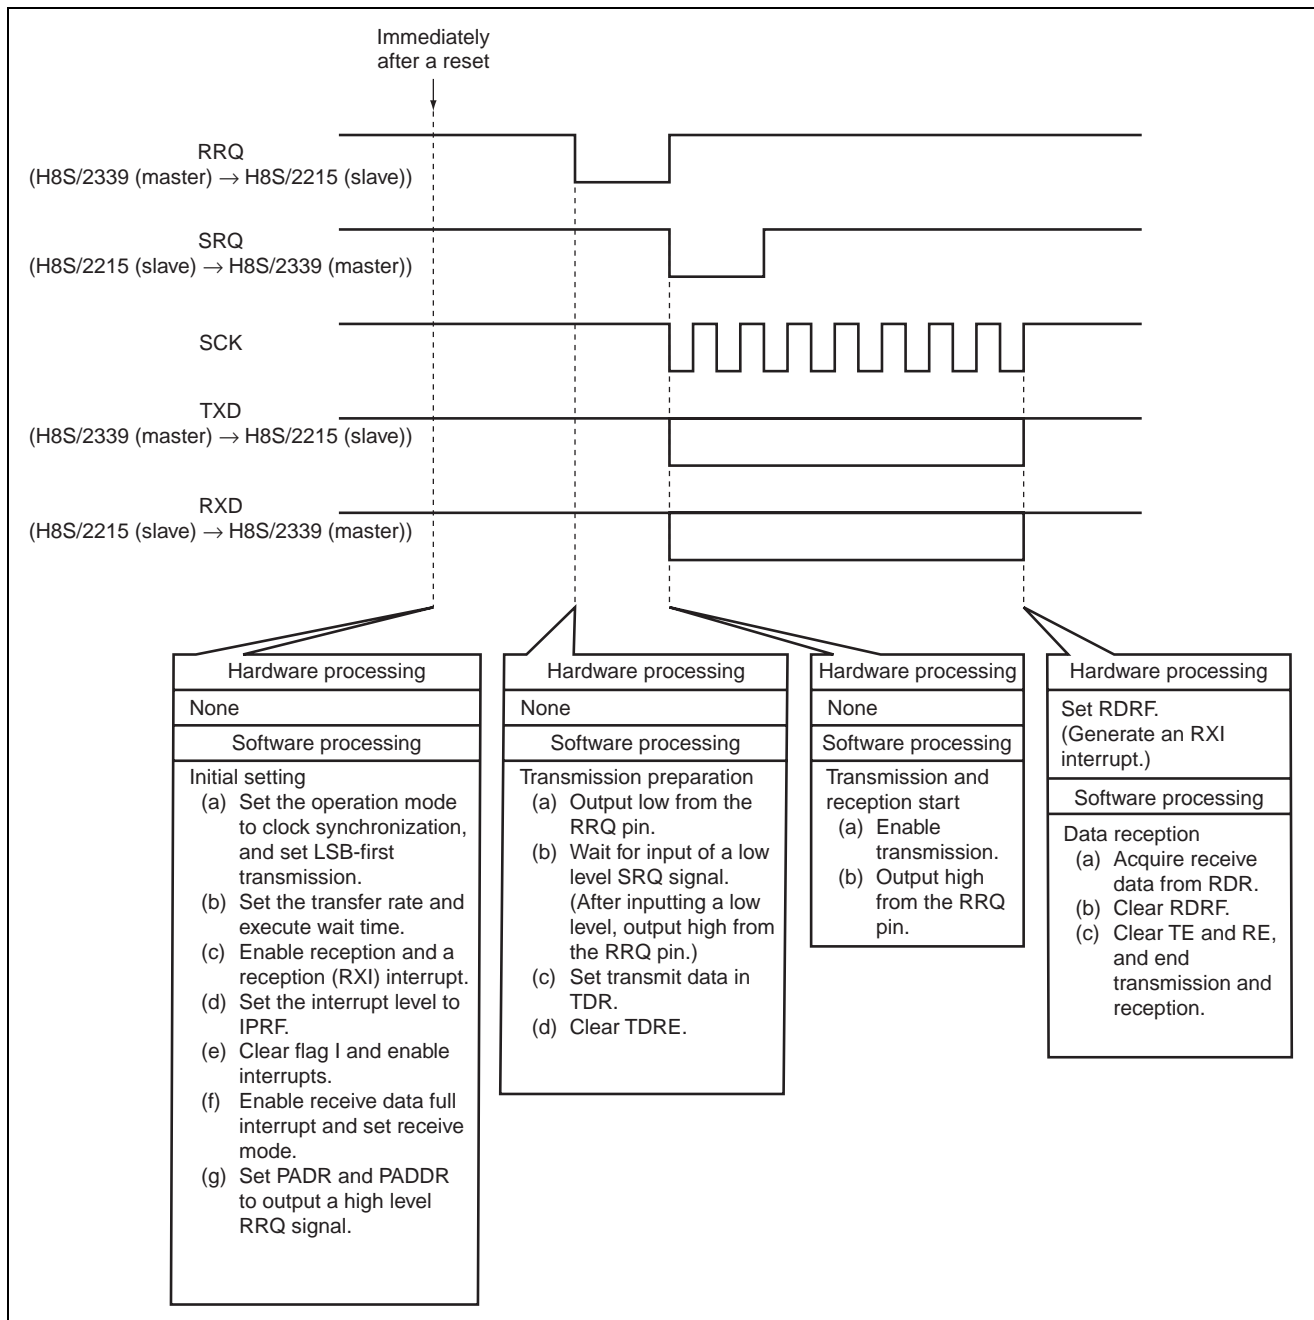 Immediately
after a reset
RRQ
(H8S/2339 (master) → H8S/2215 (slave))
SRQ
(H8S/2215 (slave) → H8S/2339 (master))
SCK
TXD
(H8S/2339 (master) → H8S/2215 (slave))
RXD
(H8S/2215 (slave) → H8S/2339 (master))
Hardware processing
None
Software processing
Initial setting
(a) Set the operation mode
to clock synchronization,
and set LSB-first
transmission.
(b) Set the transfer rate and
execute wait time.
(c) Enable reception and a
reception (RXI) interrupt.
(d) Set the interrupt level to
IPRF.
(e) Clear flag I and enable
interrupts.
(f) Enable receive data full
interrupt and set receive
mode.
(g) Set PADR and PADDR
to output a high level
RRQ signal.
Hardware processing
None
Software processing
Transmission preparation
(a) Output low from the
RRQ pin.
(b) Wait for input of a low
level SRQ signal.
(After inputting a low
level, output high from
the RRQ pin.)
(c) Set transmit data in
TDR.
(d) Clear TDRE.
Hardware processing
None
Software processing
Transmission and
reception start
(a) Enable
transmission.
(b) Output high
from the RRQ
pin.
Hardware processing
Set RDRF.
(Generate an RXI
interrupt.)
Software processing
Data reception
(a) Acquire receive
data from RDR.
(b) Clear RDRF.
(c) Clear TE and RE,
and end
transmission and
reception.